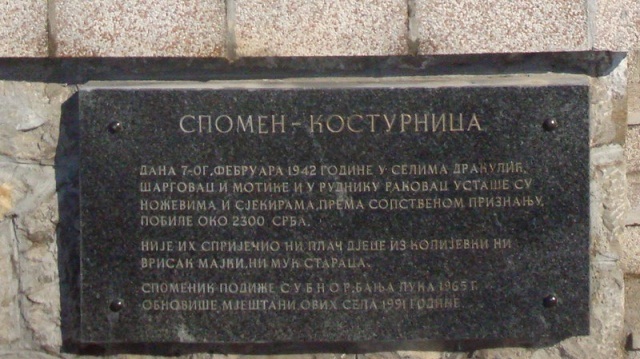 СПОМЕН-КОСТУРНИЦА
ДАНА 7-ОГ. ФЕБРУАРА 1942 ГОДИНЕ У СЕЛИМА ДРАКУЛИЋ,
ШАРГОВАЦ И МОТИКЕ И У РУДНИКУ РАКОВАЦ УСТАШЕ СУ
НОЖЕВИМА И СЈЕКИРАМА, ПРЕМА СОПСТВЕНОМ ПРИЗНАЊУ,
ПОБИЛЕ ОКО 2300 СРБА.
НИЈЕ ИХ СПРИЈЕЧИО НИ ПЛАЧ ДЈЕЦЕ ИЗ КОЛИЈЕВКИ НИ
ВРИСАК МАЈКИ, НИ МУК СТАРАЦА.
СПОМЕНИК ПОДИЖЕ С У Б Н О Р, БАЊА ЛУКА 1965 Г.
ОБНОВИШЕ МЈЕШТАНИ ОВИХ СЕЛА 1991 ГОДИНЕ.